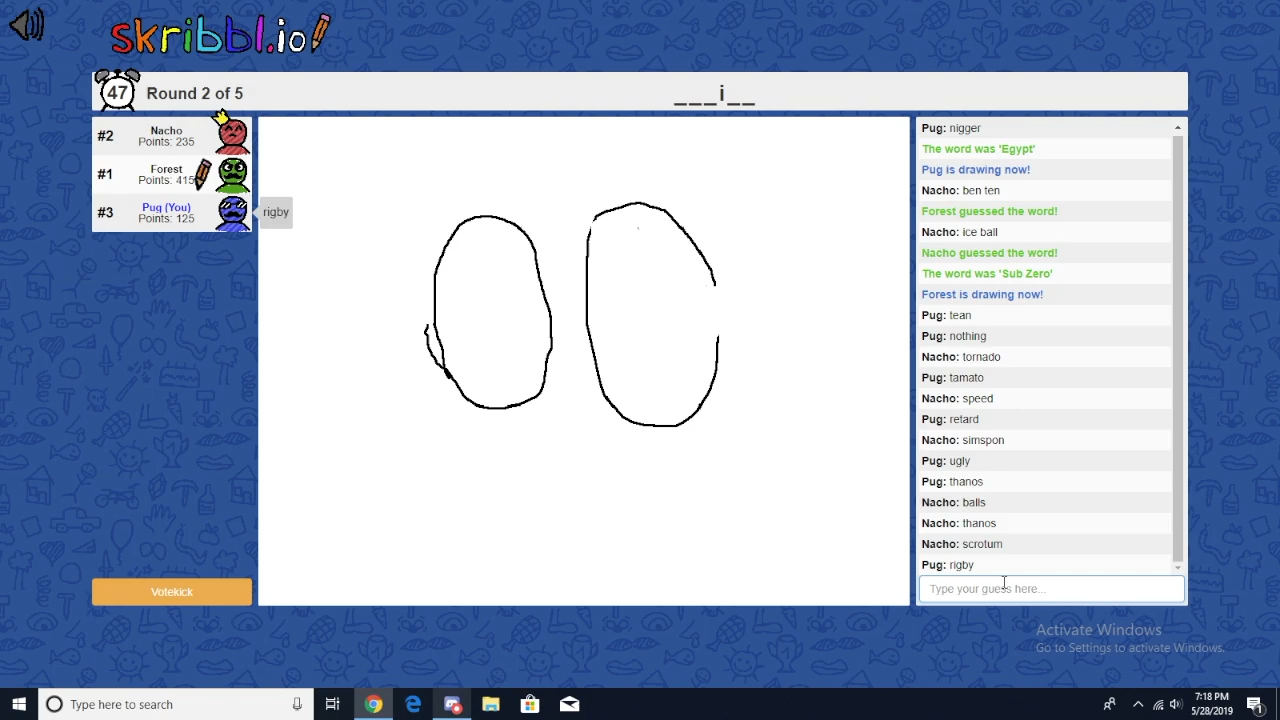 skribbl.io
47
Round 2 of 5
___i__
#2
Nacho
Points: 235
#1
Forest
Points: 415
#3
Pug (You)
Points: 125
rigby
Votekick
Pug: nigger
The word was 'Egypt'
Pug is drawing now!
Nacho: ben ten
Forest guessed the word!
Nacho: ice ball
Nacho guessed the word!
The word was 'Sub Zero'
Forest is drawing now!
Pug: tean
Pug: nothing
Nacho: tornado
Pug: tamato
Nacho: speed
Pug: retard
Nacho: simspon
Pug: ugly
Pug: thanos
Nacho: balls
Nacho: thanos
Nacho: scrotum
Pug: rigby
Type your guess here...
Activate Windows
Go to Settings to activate Windows.
Type here to search
7:18 PM
5/28/2019
1